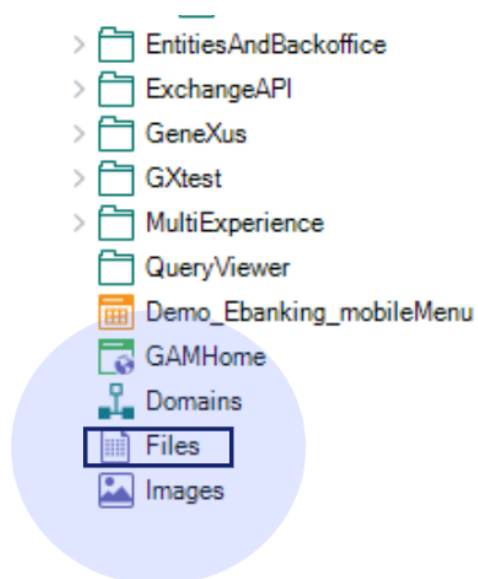 EntitiesAndBackoffice
ExchangeAPI
GeneXus
GXtest
MultiExperience
QueryViewer
Demo_Ebanking_mobileMenu
GAMHome
Domains
Files
Images